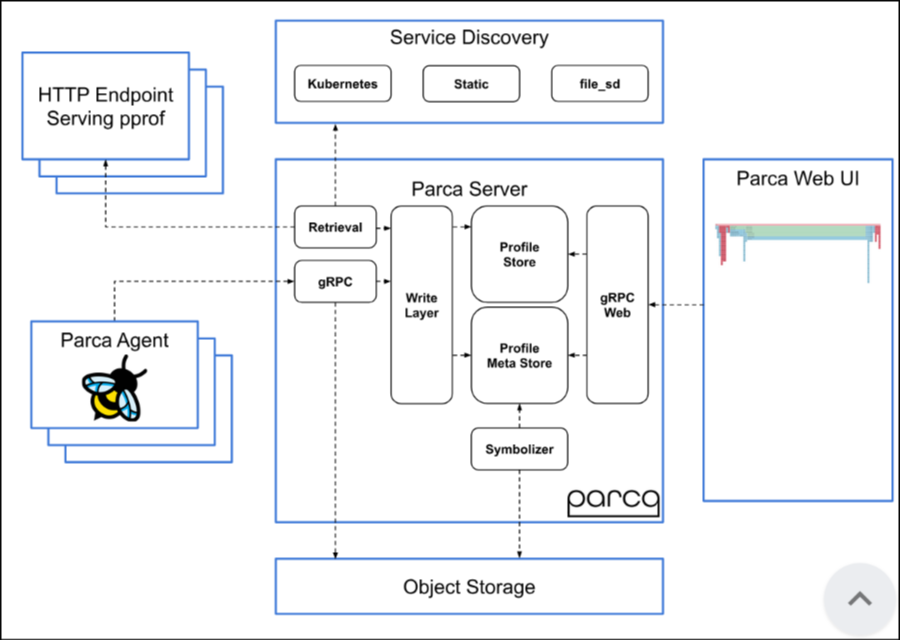 Service Discovery
Kubernetes
Static
file_sd
HTTP Endpoint
Serving pprof
Parca Server
Parca Web UI
Retrieval
gRPC
Write
Layer
Profile
Store
Profile
Meta Store
gRPC
Web
Parca Agent
Symbolizer
parca
Object Storage